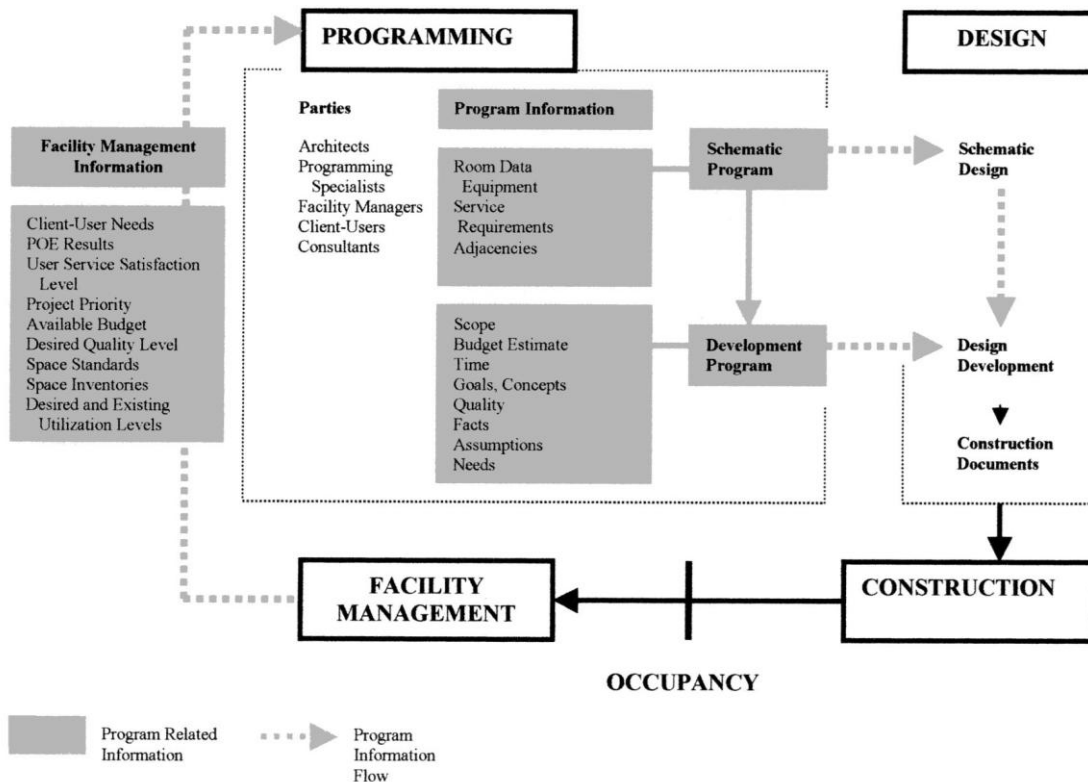 PROGRAMMING
DESIGN
Facility Management
Information
Client-User Needs
POE Results
User Service Satisfaction
Level
Project Priority
Available Budget
Desired Quality Level
Space Standards
Space Inventories
Desired and Existing
Utilization Levels
Parties
Architects
Programming
Specialists
Facility Managers
Client-Users
Consultants
Program Information
Room Data
Equipment
Service
Requirements
Adjacencies
Scope
Budget Estimate
Time
Goals, Concepts
Quality
Facts
Assumptions
Needs
Schematic
Program
Development
Program
Schematic
Design
Design
Development
Construction
Documents
FACILITY
MANAGEMENT
CONSTRUCTION
OCCUPANCY
Program Related
Information
Program
Information
Flow